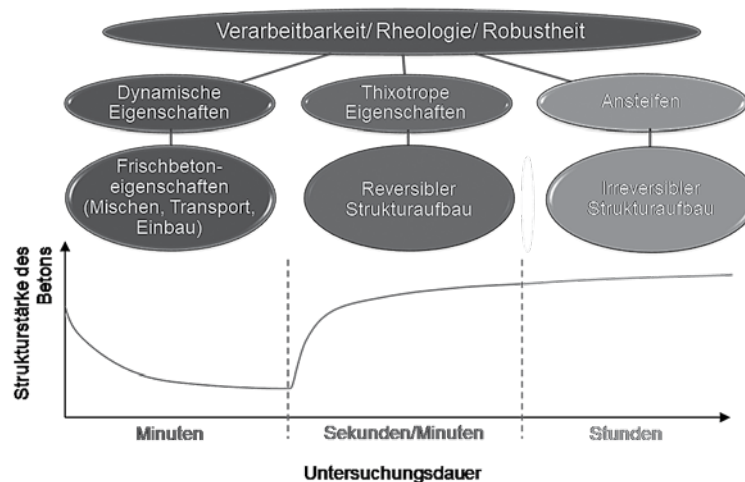 Verarbeitbarkeit/ Rheologie/ Robustheit
Dynamische
Eigenschaften
Thixotrope
Eigenschaften
Ansteifen
Frischbeton-
eigenschaften
(Mischen, Transport,
Einbau)
Reversibler
Strukturaufbau
Irreversibler
Strukturaufbau
Strukturstärke des
Betons
Minuten
Sekunden/Minuten
Stunden
Untersuchungsdauer